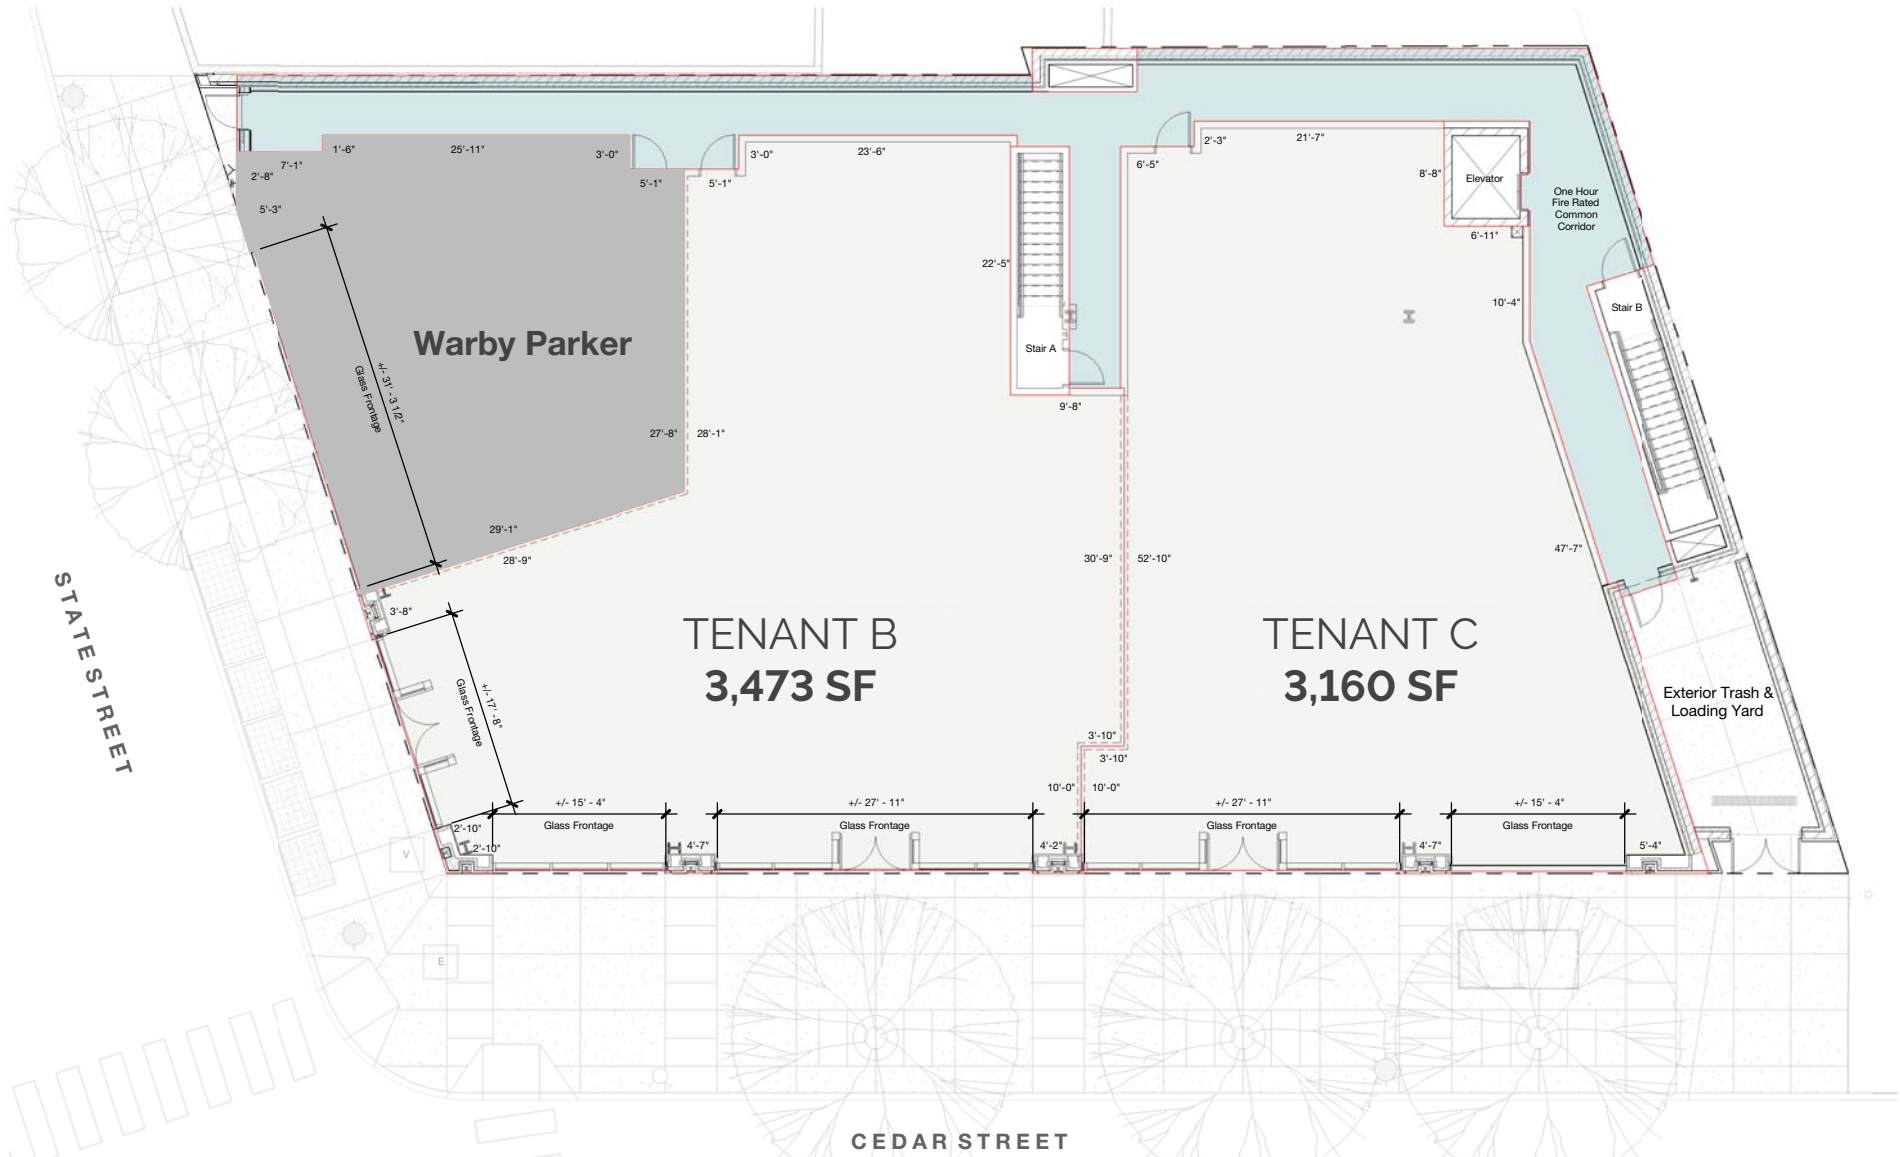 1'-6"
25'-11"
3'-0"
7'-1"
2'-8"
5'-1"
5'-1"
3'-0"
23'-6"
6'-5"
2'-3"
21'-7"
8'-8"
Elevator
One Hour
Fire Rated
Common
Corridor
5'-3"
6'-11"
22'-5"
10'-4"
Stair B
Warby Parker
Stair A
+/- 31' - 3 1/2"
Glass Frontage
9'-8"
27'-8"
28'-1"
29'-1"
28'-9"
30'-9"
52'-10"
47'-7"
STATE STREET
3'-8"
TENANT B
3,473 SF
TENANT C
3,160 SF
+/- 17' -8"
Glass Frontage
Exterior Trash &
Loading Yard
3'-10"
3'-10"
10'-0"
10'-0"
+/- 15' - 4"
Glass Frontage
+/- 27' - 11"
Glass Frontage
+/- 27' - 11"
Glass Frontage
+/- 15' - 4"
Glass Frontage
2'-10"
2'-10"
4'-7"
4'-2"
4'-7"
5'-4"
V
E
CEDAR STREET